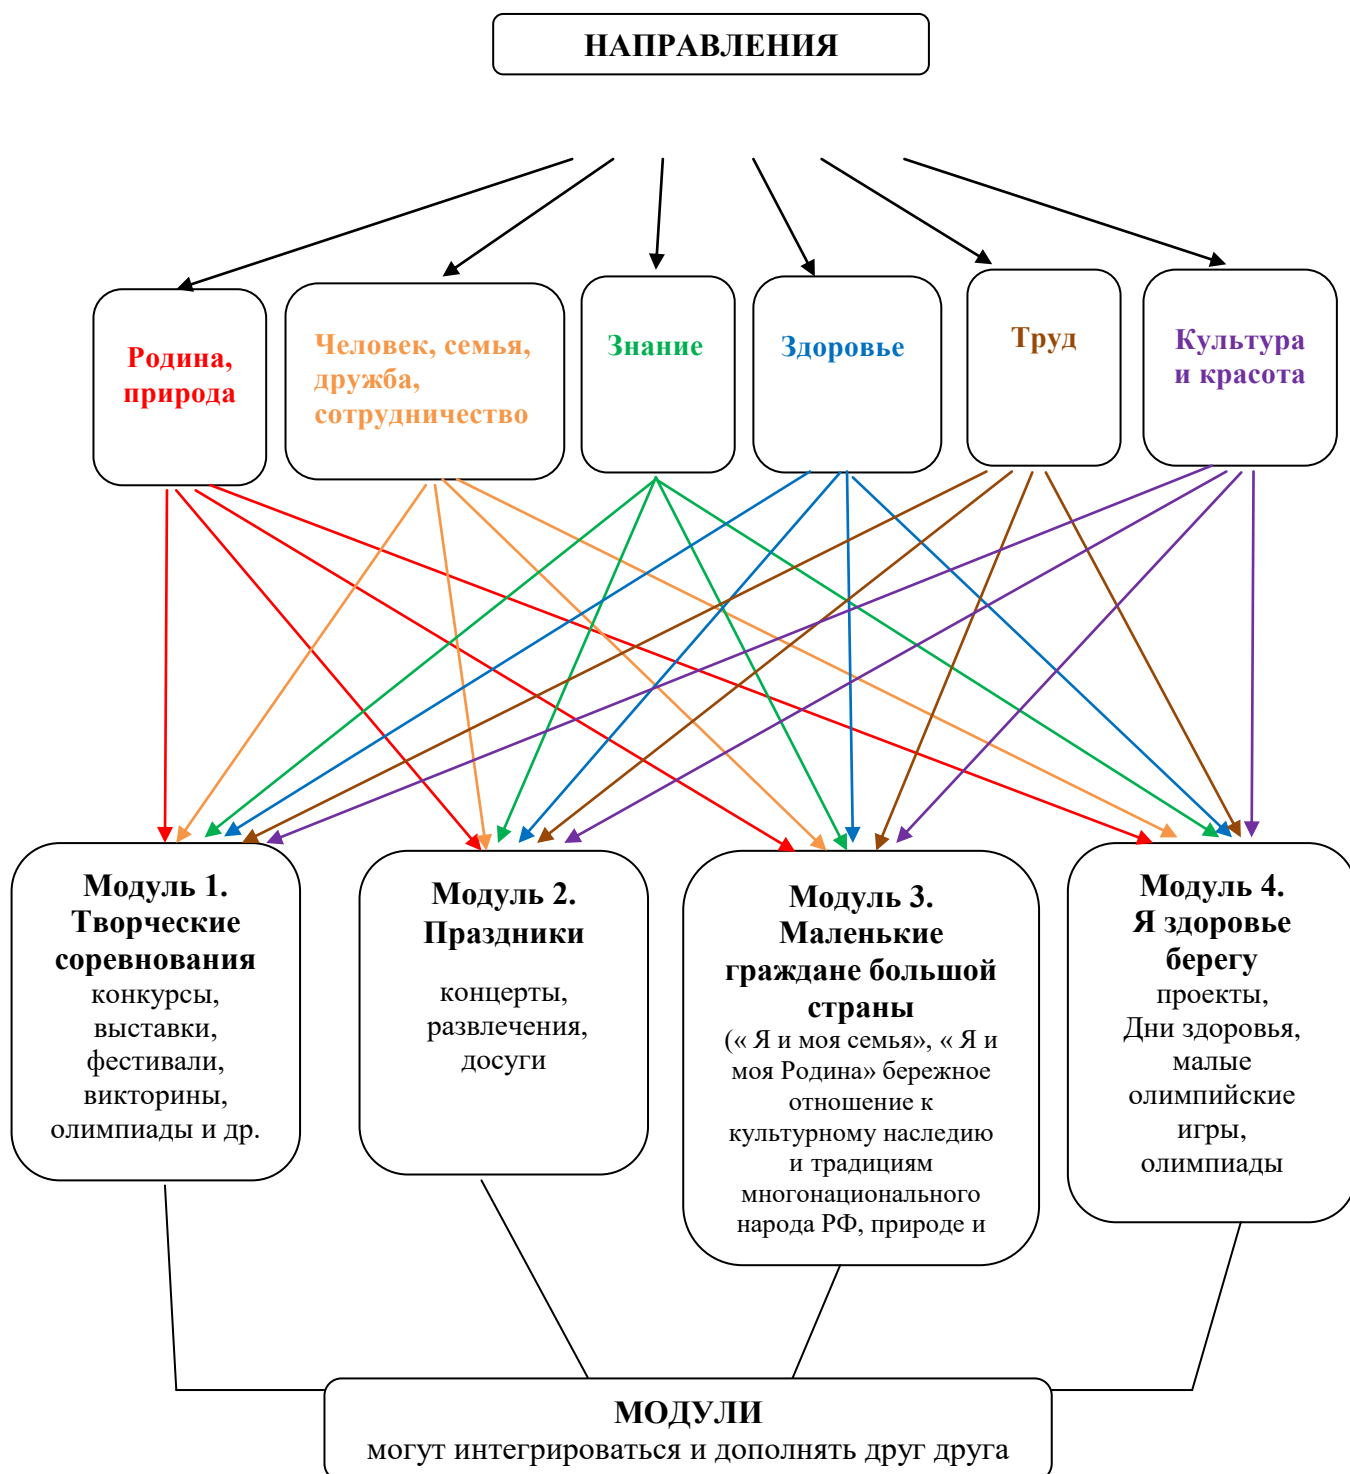 НАПРАВЛЕНИЯ
Родина,
природа
Человек, семья,
дружба,
сотрудничество
Знание
Здоровье
Труд
Культура
и красота
Модуль 1.
Творческие
соревнования
конкурсы,
выставки,
фестивали,
викторины,
олимпиады и др.
Модуль 2.
Праздники
концерты,
развлечения,
досуги
Модуль 3.
Маленькие
граждане большой
страны
(« Я и моя семья», « Я и
моя Родина» бережное
отношение к
культурному наследию
и традициям
многонационального
народа РФ, природе и
Модуль 4.
Я здоровье
берегу
проекты,
Дни здоровья,
малые
олимпийские
игры,
олимпиады
МОДУЛИ
могут интегрироваться и дополнять друг друга